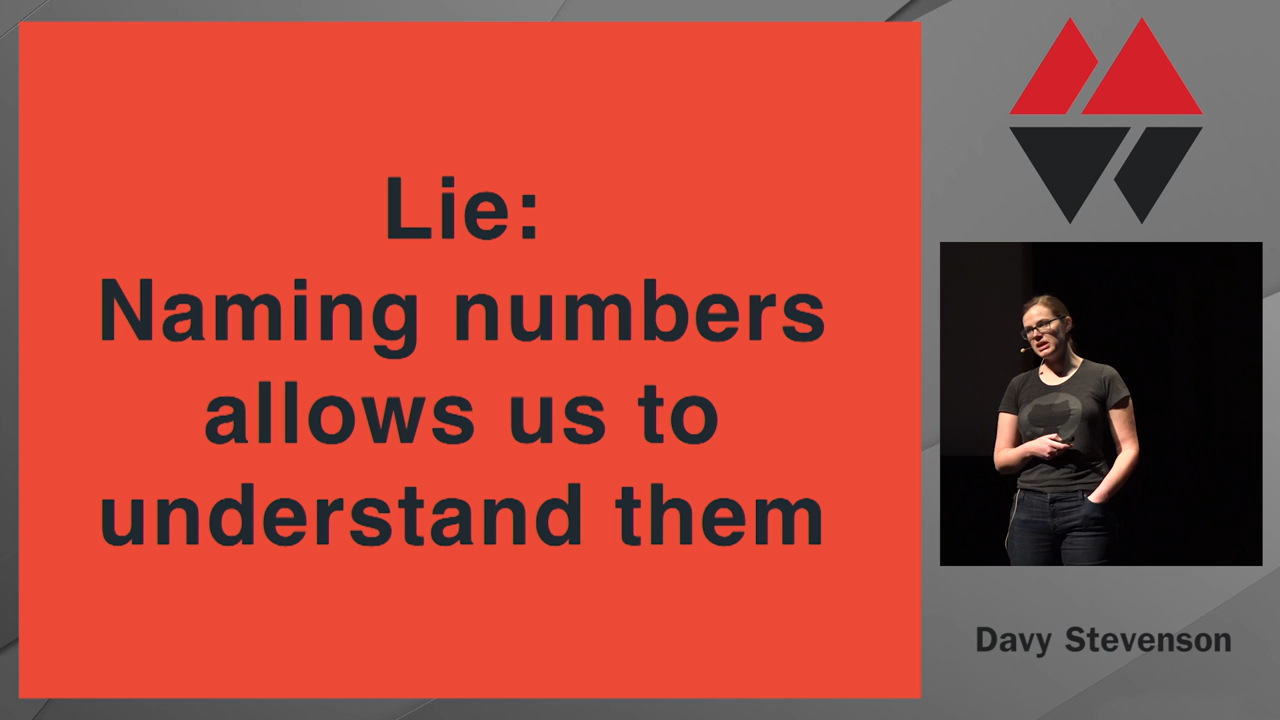 Lie:
Naming numbers
allows us to
understand them
Davy Stevenson